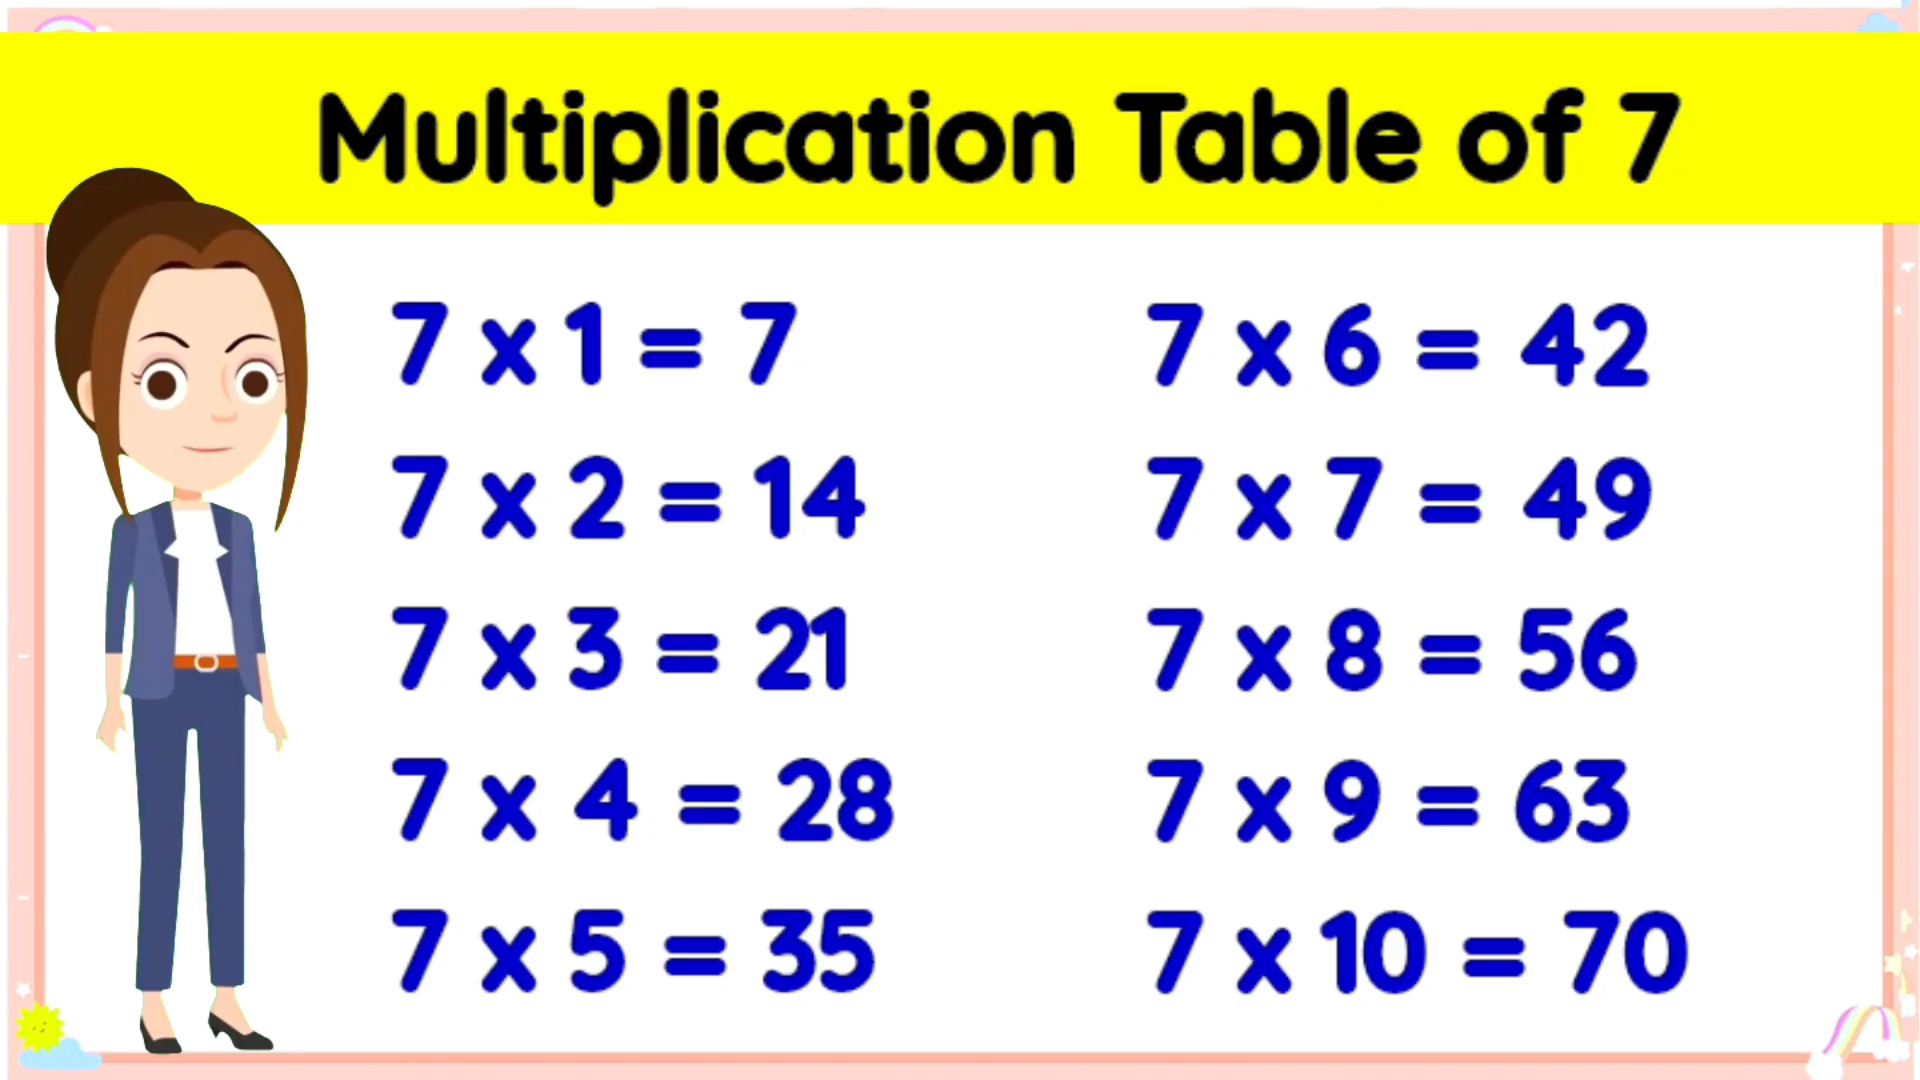 Multiplication Table of 7
7 x 1 = 7
7 x 2 = 14
7 x 3 = 21
7 x 4 = 28
7 x 5 = 35
7 x 6 = 42
7 x 7 = 49
7 x 8 = 56
7 x 9 = 63
7 x 10 = 70